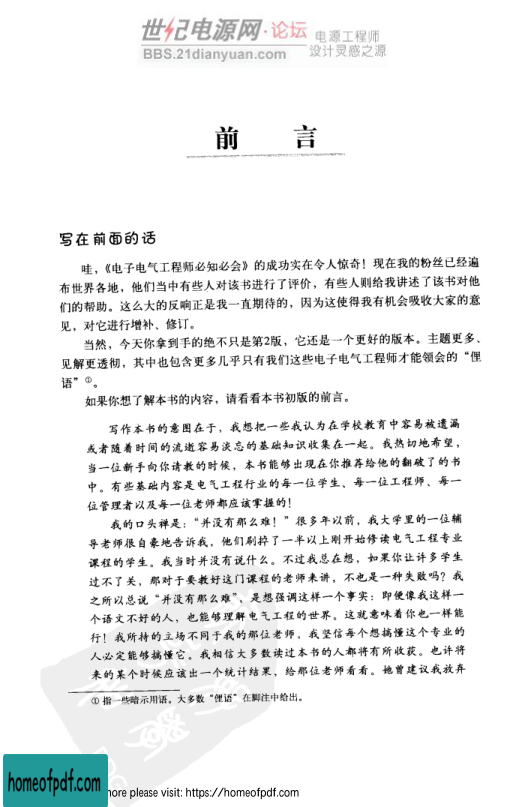 世纪电源网·论坛 电源工程师
BBS.21dianyuan.com 设计灵感之源
前 言
写在前面的话
哇，《电子电气工程师必知必会》的成功实在令人惊奇！现在我的粉丝已经遍
布世界各地，他们当中有些人对该书进行了评价，有些人则给我讲述了该书对他
们的帮助。这么大的反响正是我一直期待的，因为这使得我有机会吸收大家的意
见，对它进行增补、修订。
当然，今天你拿到手的绝不只是第2版，它还是一个更好的版本。主题更多、
见解更透彻，其中也包含更多几乎只有我们这些电子电气工程师才能领会的“俚
语”①。
如果你想了解本书的内容，请看看本书初版的前言。
写作本书的意图在于，我想把一些我认为在学校教育中容易被遗漏
或者随着时间的流逝容易淡忘的基础知识收集在一起。我热切地希望，
当一位新手向你请教的时候，本书能够出现在你推荐给他的翻破了的书
中。有些基础内容是电气工程行业的每一位学生、每一位工程师、每一
位管理者以及每一位老师都应该掌握的！
我的口头禅是：“并没有那么难！”很多年以前，我大学里的一位辅
导老师很自豪地告诉我，他们刷掉了一半以上刚开始修读电气工程专业
课程的学生。我当时并没有说什么。不过我总在想，如果你让许多学生
过不了关，那对于要教好这门课程的老师来讲，不也是一种失败吗？我
之所以总说“并没有那么难”，是想强调这样一个事实：即便像我这样一
个语文不好的人，也能够理解电气工程的世界。这就意味着你也一样能
行！我所持的立场不同于我的那位老师，我坚信每个想搞懂这个专业的
人必定能够搞懂它。我相信大多数读过本书的人都将有所收获。也许将
来的某个时候应该出一个统计结果，给那位老师看看。她曾建议我放弃
① 指一些暗示用语。大多数“俚语”在脚注中给出。
homeofpdf.com
more please visit: https://homeofpdf.com